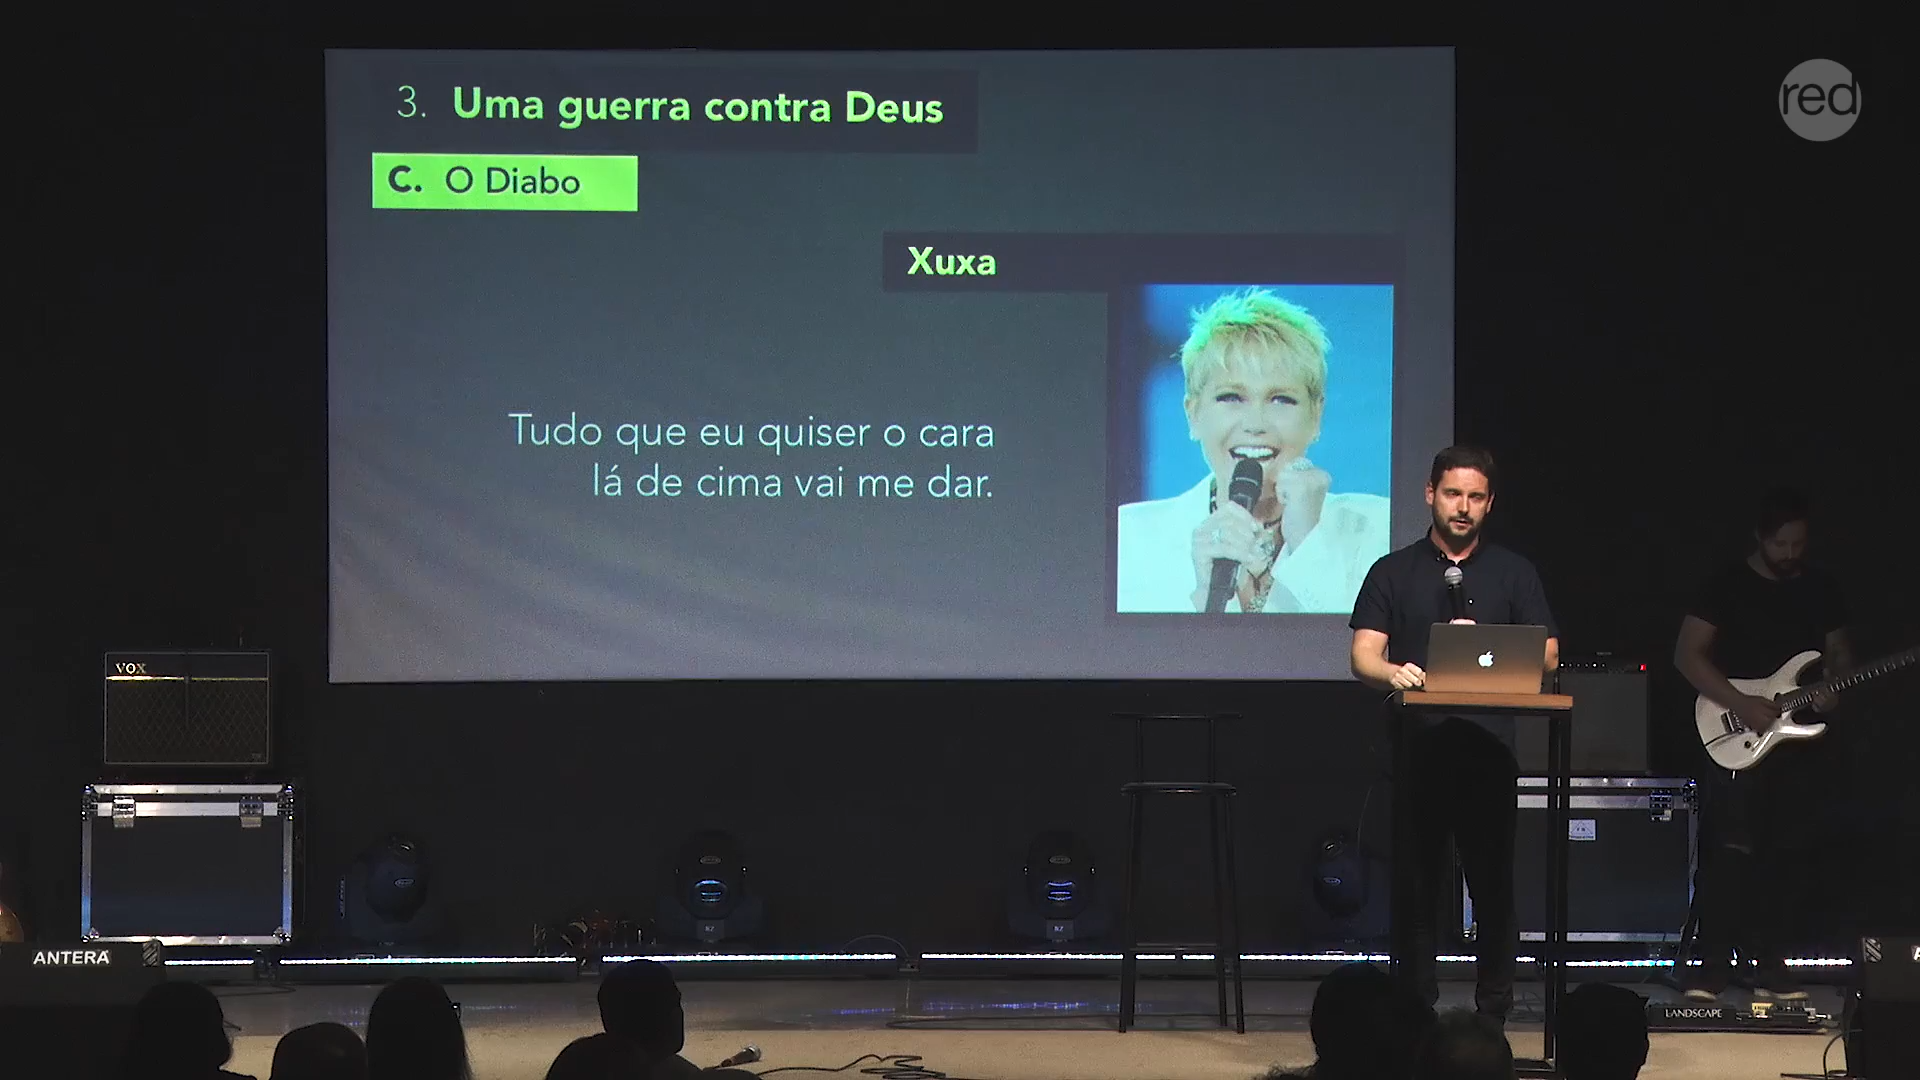 red
3. Uma guerra contra Deus
C. O Diabo
Xuxa
Tudo que eu quiser o cara
lá de cima vai me dar.
VOX
ANTERA
LANDSCAPE